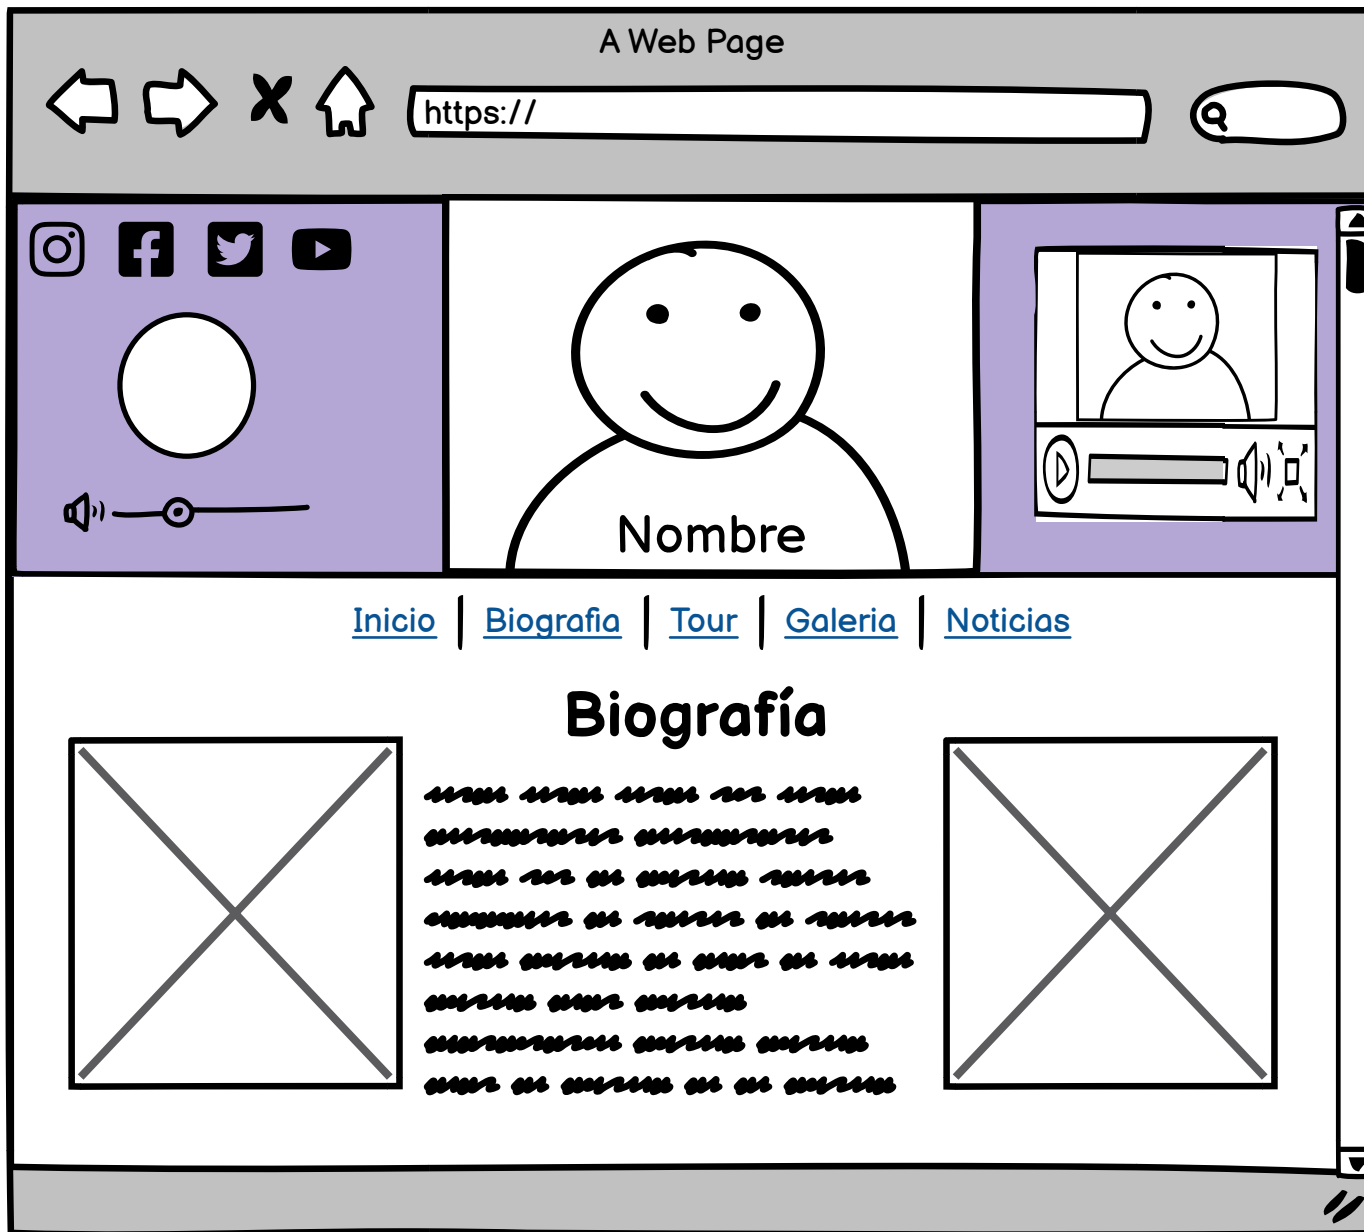 A Web Page
https://
Nombre
Inicio | Biografia | Tour | Galeria | Noticias
Biografía